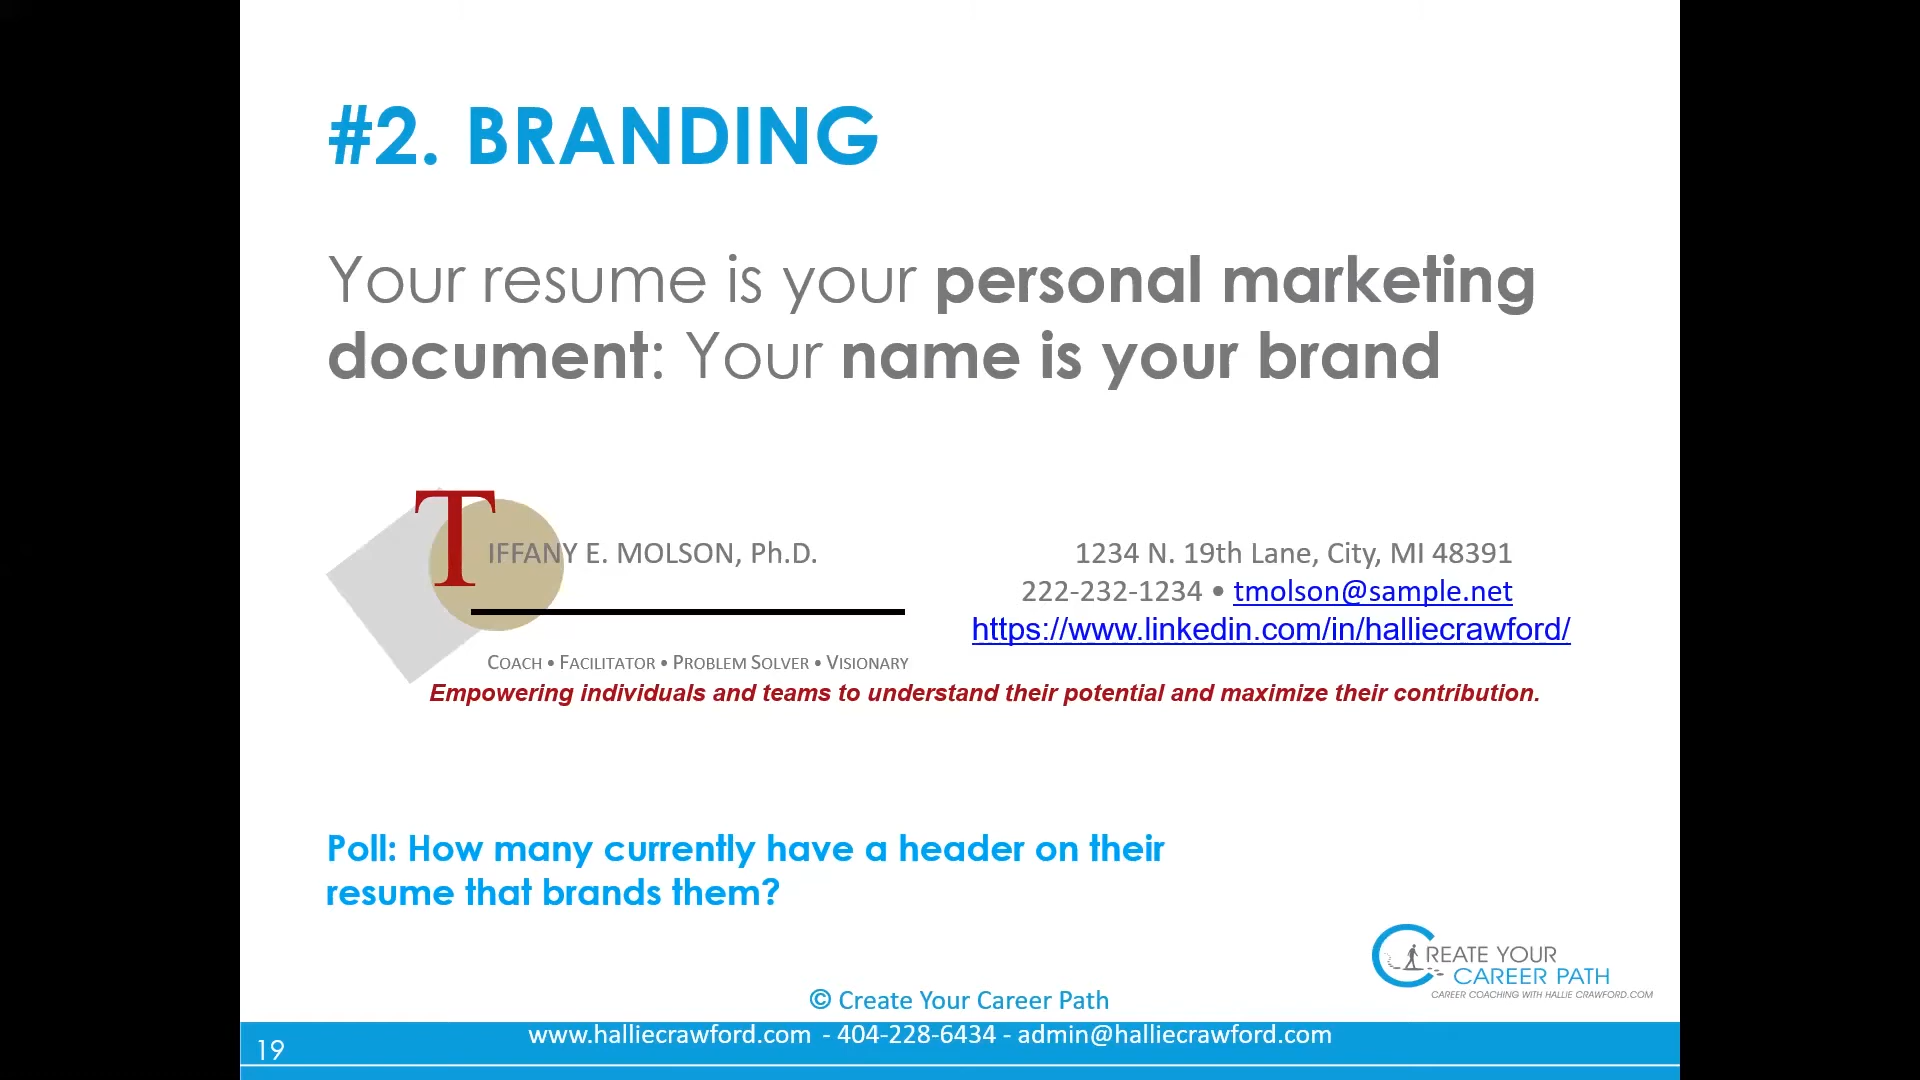 #2. BRANDING
Your resume is your personal marketing
document: Your name is your brand
TIFFANY E. MOLSON, Ph.D.
1234 N. 19th Lane, City, MI 48391
222-232-1234 • tmolson@sample.net
https://www.linkedin.com/in/halliecrawford/
COACH • FACILITATOR • PROBLEM SOLVER • VISIONARY
Empowering individuals and teams to understand their potential and maximize their contribution.
Poll: How many currently have a header on their
resume that brands them?
CREATE YOUR
CAREER PATH
CAREER COACHING WITH HALLIE CRAWFORD.COM
© Create Your Career Path
www.halliecrawford.com - 404-228-6434 - admin@halliecrawford.com
19